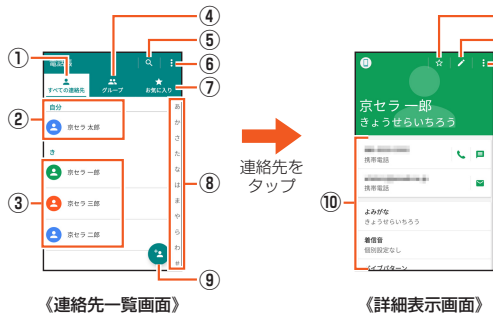 ④
⑤
①
⑥
電話帳
すべての連絡先
グループ
お気に入り
⑦
自分
②
京セラ 太郎
き
③
京セラ 一郎
京セラ 三郎
京セラ 二郎
あ
か
さ
た
な
は
ま
や
ら
わ
#
⑧
⑨
《連絡先一覧画面》
連絡先を
タップ
京セラ 一郎
きょうせらいちろう
携帯電話
携帯電話
⑩
よみがな
きょうせらいちろう
着信音
個別設定なし
バイブパターン
《詳細表示画面》